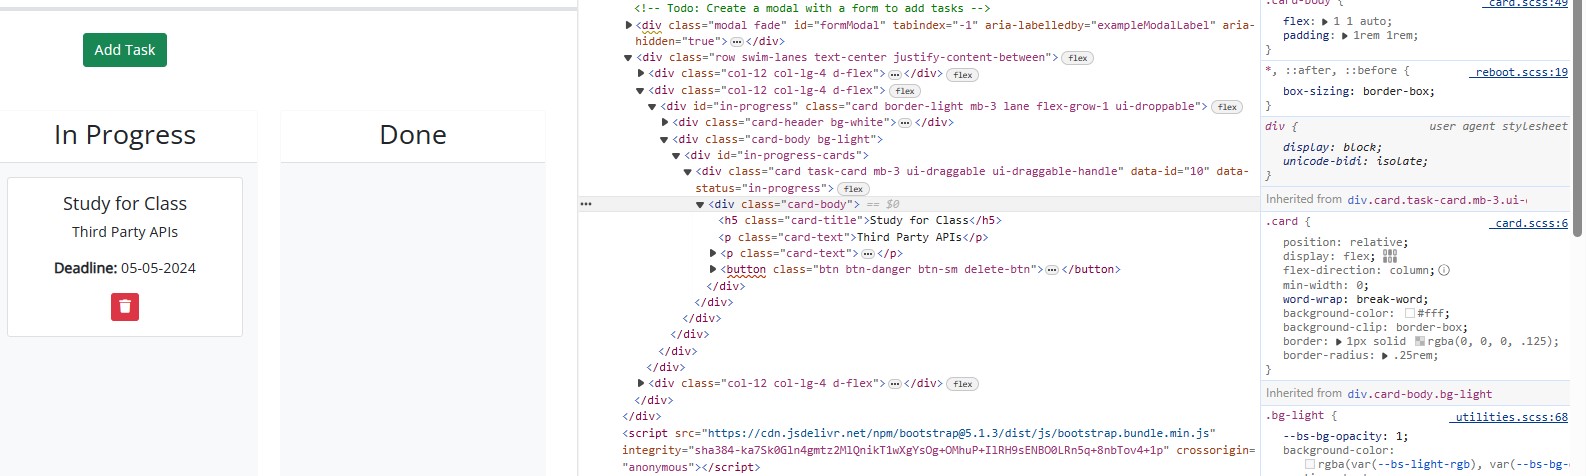 Add Task
In Progress
Done
Study for Class
Third Party APIs
Deadline: 05-05-2024
<!-- Todo: Create a modal with a form to add tasks -->
<div class="modal fade" id="formModal" tabindex="-1" aria-labelledby="exampleModalLabel" aria-
hidden="true"> … </div>
<div class="row swim-lanes text-center justify-content-between"> flex
<div class="col-12 col-lg-4 d-flex"> … </div> flex
<div class="col-12 col-lg-4 d-flex"> flex
<div id="in-progress" class="card border-light mb-3 lane flex-grow-1 ui-droppable"> flex
<div class="card-header bg-white"> … </div>
<div class="card-body bg-light">
<div id="in-progress-cards">
<div class="card task-card mb-3 ui-draggable ui-draggable-handle" data-id="10" data-
status="in-progress"> flex
… <div class="card-body"> == $0
<h5 class="card-title">Study for Class</h5>
<p class="card-text">Third Party APIs</p>
<p class="card-text"> … </p>
<button class="btn btn-danger btn-sm delete-btn"> … </button>
</div>
</div>
</div>
</div>
</div>
</div>
<div class="col-12 col-lg-4 d-flex"> … </div> flex
</div>
</div>
<script src="https://cdn.jsdelivr.net/npm/bootstrap@5.1.3/dist/js/bootstrap.bundle.min.js"
integrity="sha384-ka7Sk0Gln4gmtz2MlQnikT1wXgYsOg+OMhuP+IlRH9sENBO0LRn5q+8nbTov4+1p" crossorigin=
"anonymous"></script>
.card-body { _card.scss:49
flex: 1 1 auto;
padding: 1rem 1rem;
}
*, ::after, ::before { _reboot.scss:19
box-sizing: border-box;
}
div { user agent stylesheet
display: block;
unicode-bidi: isolate;
}
Inherited from div.card.task-card.mb-3.ui-
.card { _card.scss:6
position: relative;
display: flex;
flex-direction: column;
min-width: 0;
word-wrap: break-word;
background-color: #fff;
background-clip: border-box;
border: 1px solid rgba(0, 0, 0, .125);
border-radius: .25rem;
}
Inherited from div.card-body.bg-light
.bg-light { _utilities.scss:68
--bs-bg-opacity: 1;
background-color:
rgba(var(--bs-light-rgb), var(--bs-bg-